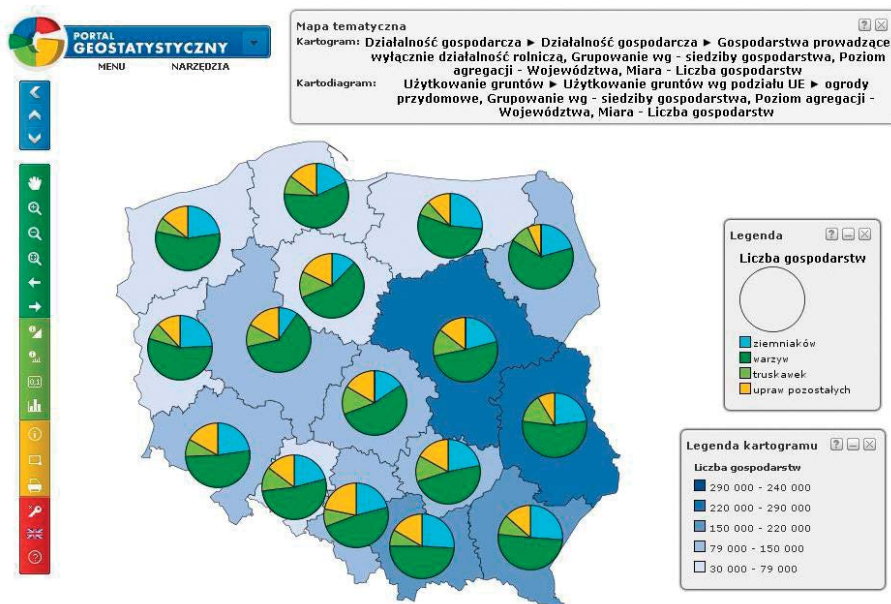 PORTAL
GEOSTATYSTYCZNY
MENU NARZĘDZIA
Mapa tematyczna
Kartogram: Działalność gospodarcza ► Działalność gospodarcza ► Gospodarstwa prowadzące
wyłącznie działalność rolniczą, Grupowanie wg - siedziby gospodarstwa, Poziom
agregacji - Województwa, Miara - Liczba gospodarstw
Kartodiagram: Użytkowanie gruntów ► Użytkowanie gruntów wg podziału UE ► ogrody
przydomowe, Grupowanie wg - siedziby gospodarstwa, Poziom agregacji -
Województwa, Miara - Liczba gospodarstw
Legenda
Liczba gospodarstw
ziemniaków
warzyw
truskawek
upraw pozostałych
Legenda kartogramu
Liczba gospodarstw
290 000 - 240 000
220 000 - 290 000
150 000 - 220 000
79 000 - 150 000
30 000 - 79 000